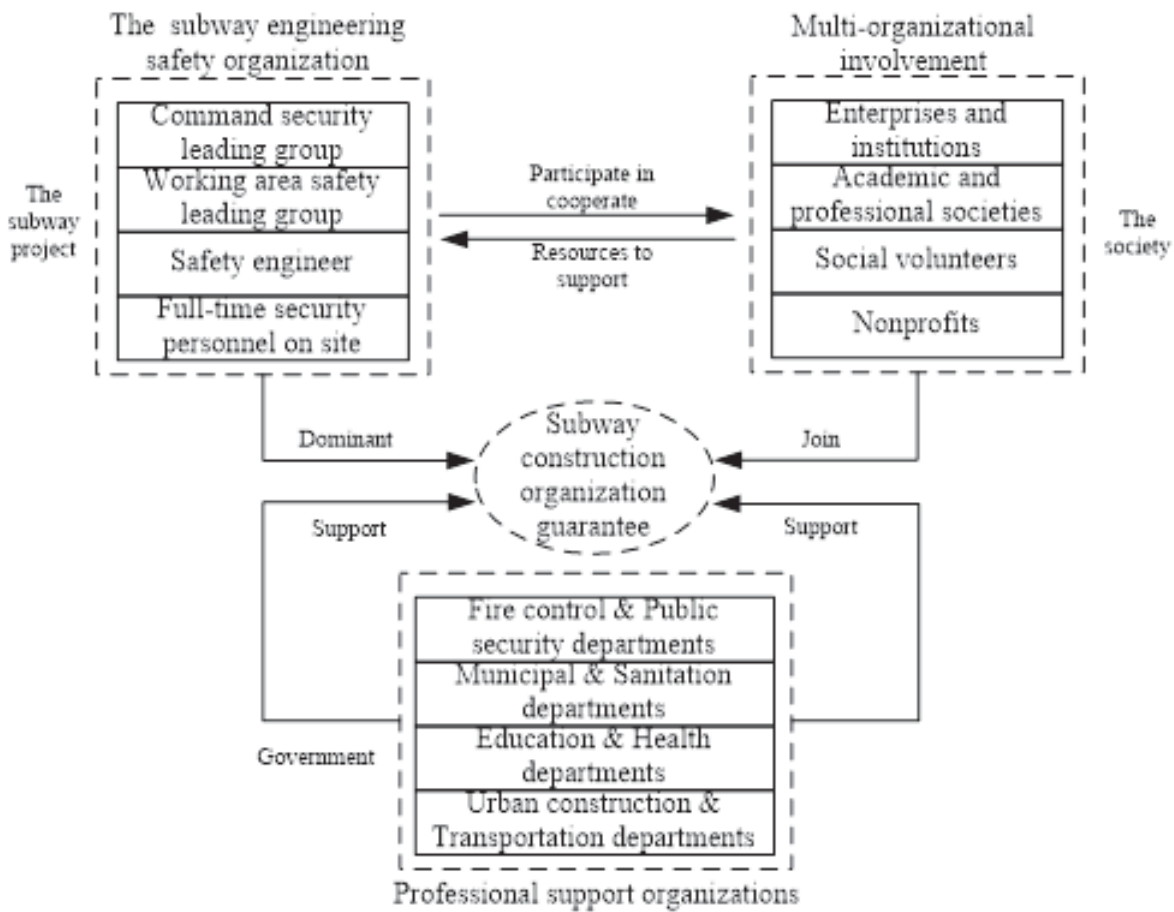 The subway engineering
safety organization
Command security
leading group
Working area safety
leading group
Safety engineer
Full-time security
personnel on site
The
subway
project
Participate in
cooperate
Resources to
support
Multi-organizational
involvement
Enterprises and
institutions
Academic and
professional societies
Social volunteers
Nonprofits
The
society
Dominant
Subway
construction
organization
guarantee
Join
Support
Support
Fire control & Public
security departments
Municipal & Sanitation
departments
Education & Health
departments
Urban construction &
Transportation departments
Government
Professional support organizations